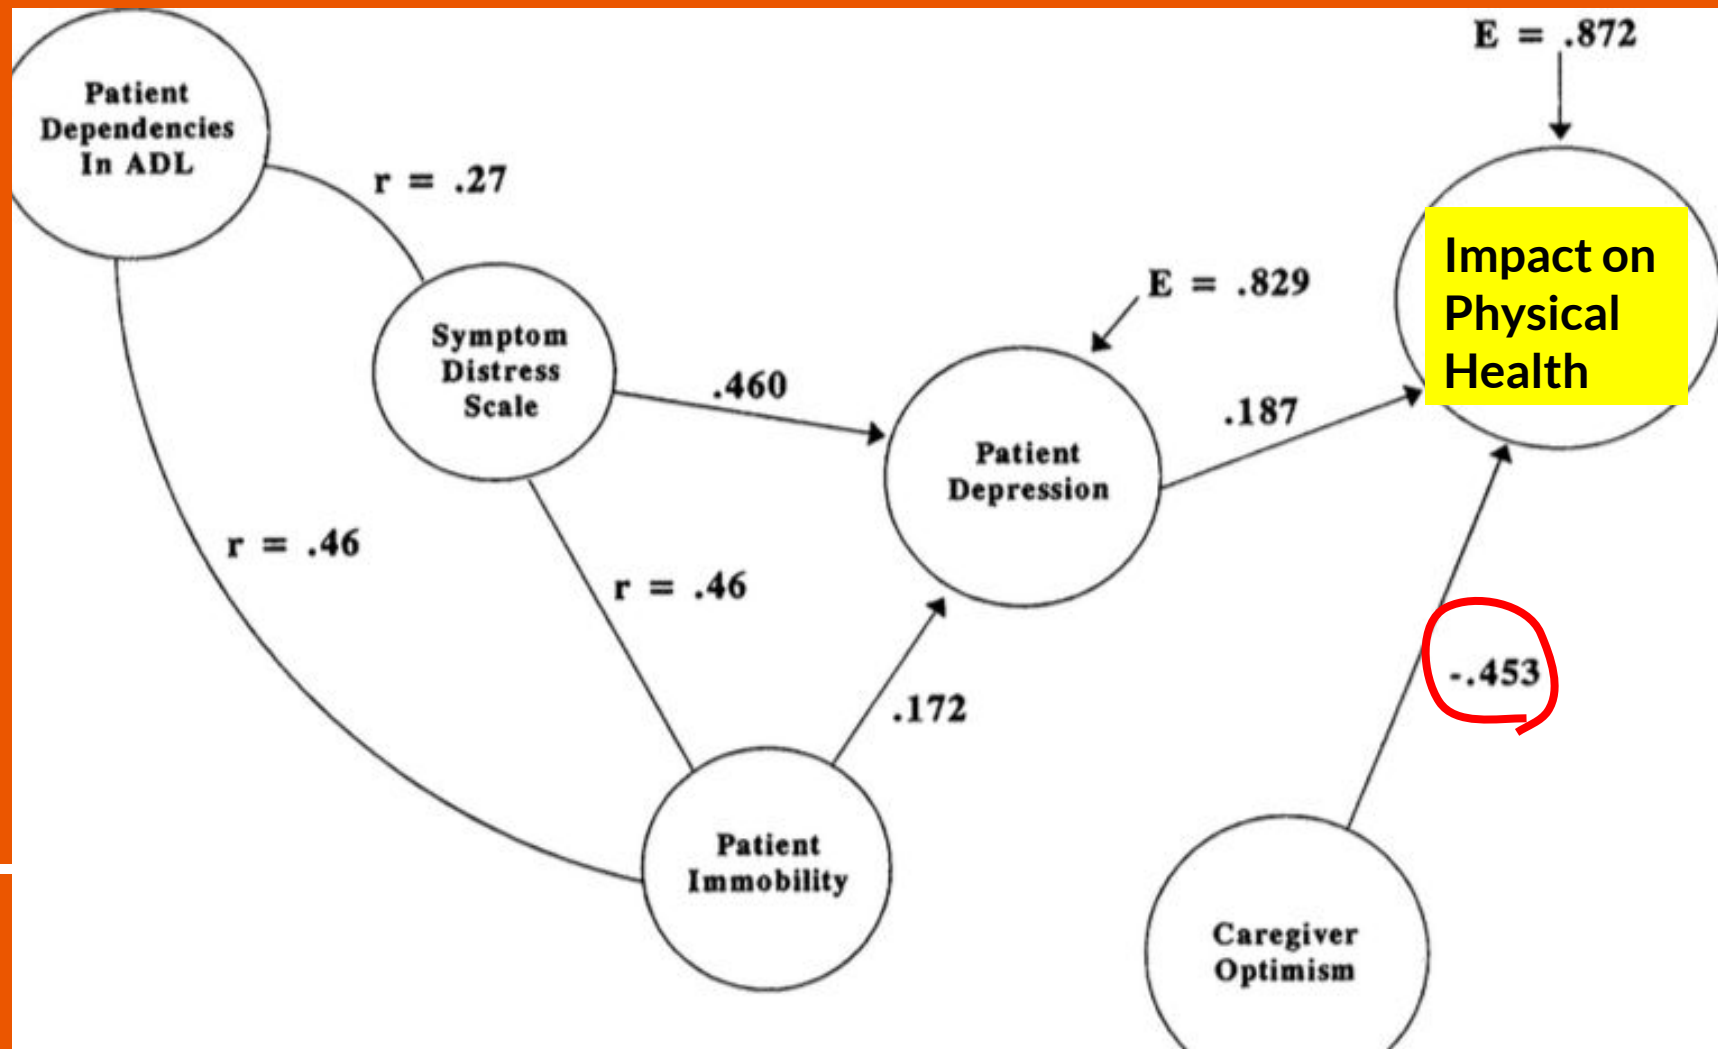 E = .872
Patient
Dependencies
In ADL
r = .27
Impact on
Physical
Health
E = .829
Symptom
Distress
Scale
.460
.187
Patient
Depression
r = .46
r = .46
-.453
.172
Patient
Immobility
Caregiver
Optimism